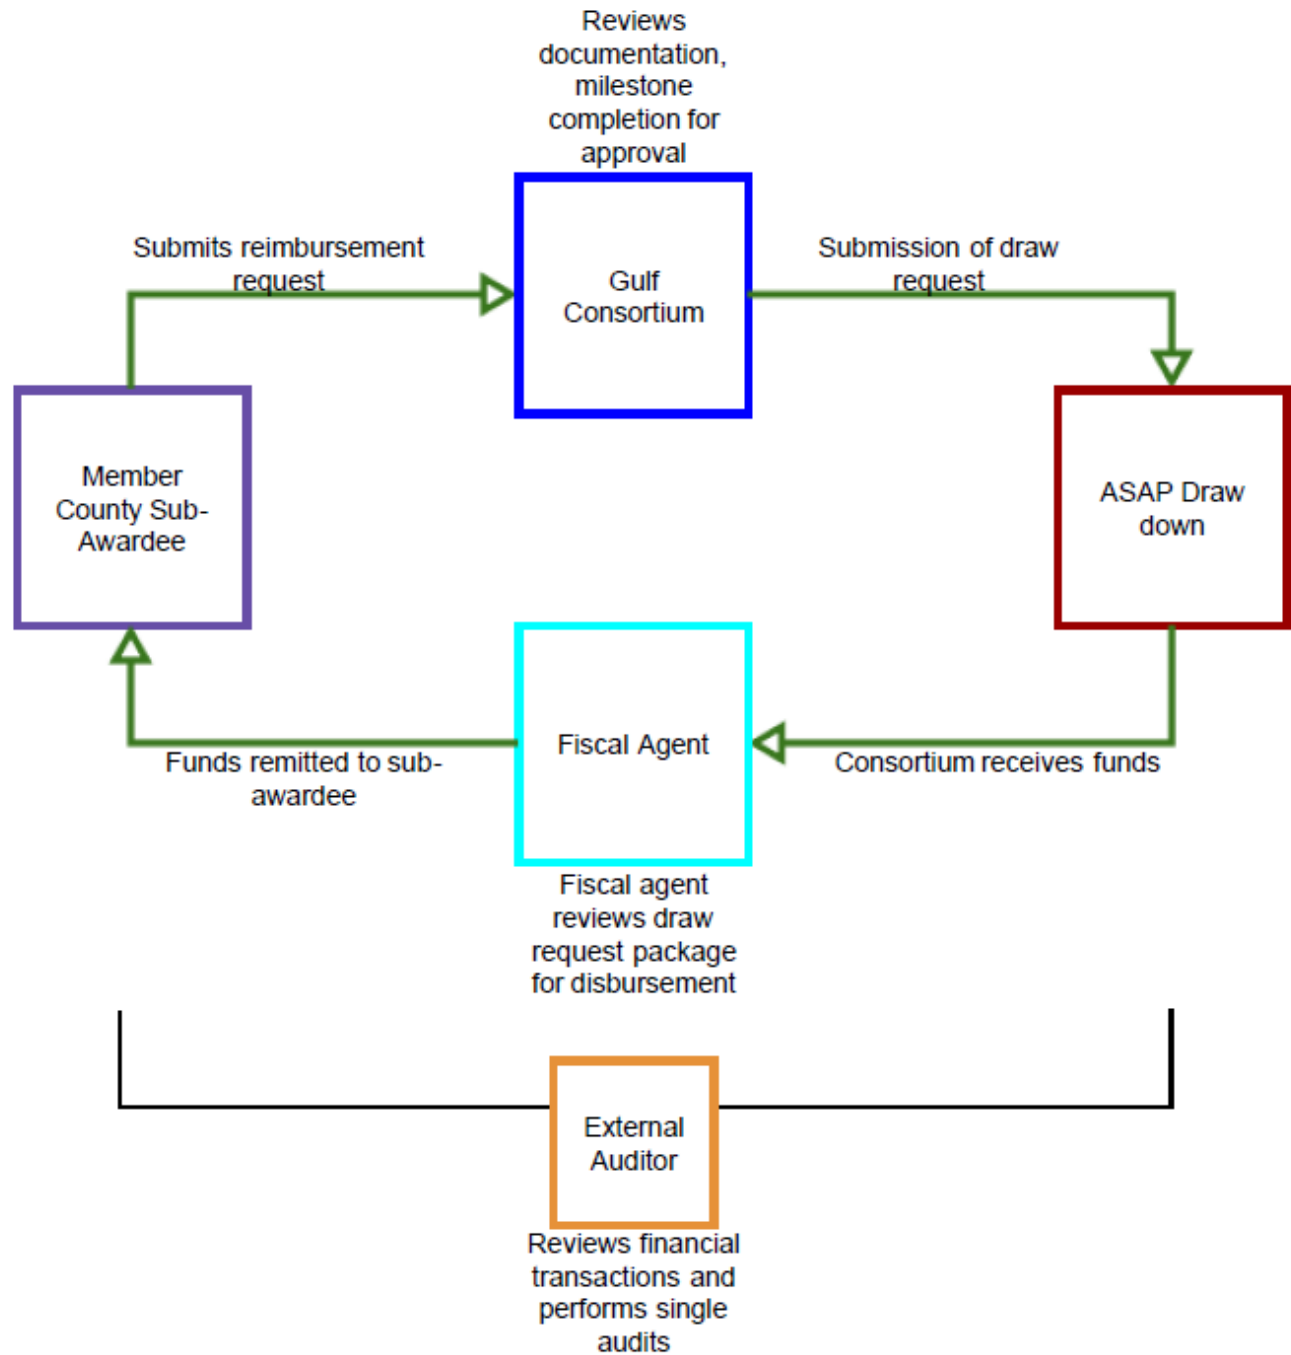 Reviews
documentation,
milestone
completion for
approval
Submits reimbursement
request
Gulf
Consortium
Submission of draw
request
Member
County Sub-
Awardee
ASAP Draw
down
Fiscal Agent
Funds remitted to sub-
awardee
Consortium receives funds
Fiscal agent
reviews draw
request package
for disbursement
External
Auditor
Reviews financial
transactions and
performs single
audits